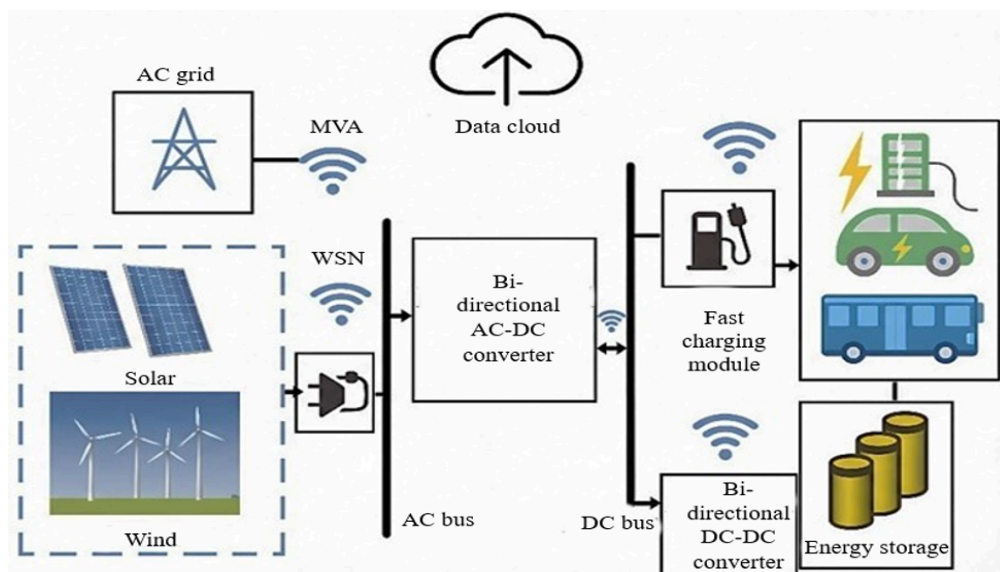 AC grid
MVA
Data cloud
WSN
Solar
Wind
AC bus
Bi-
directional
AC-DC
converter
DC bus
Fast
charging
module
Bi-
directional
DC-DC
converter
Energy storage